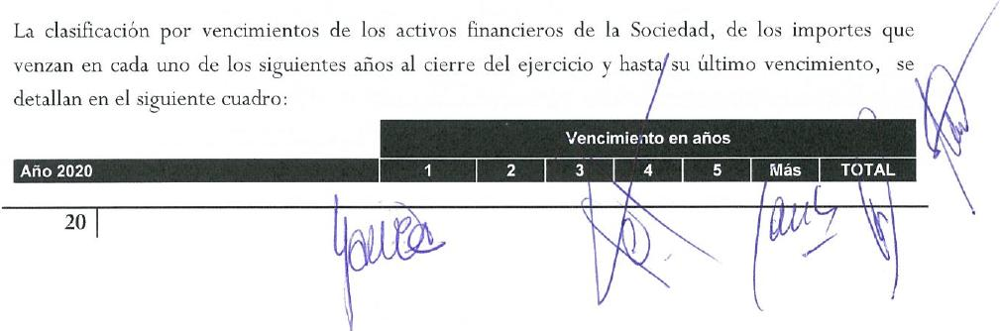 La clasificación por vencimientos de los activos financieros de la Sociedad, de los importes que
venzan en cada uno de los siguientes años al cierre del ejercicio y hasta su último vencimiento, se
detallan en el siguiente cuadro:
Vencimiento en años
Año 2020 1 2 3 4 5 Más TOTAL
20